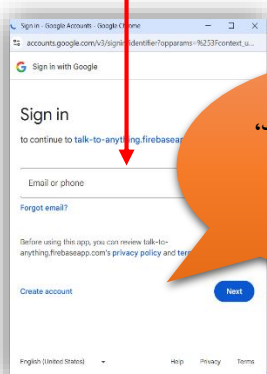 Sign in - Google Accounts - Google Chrome
accounts.google.com/v3/signin/identifier?opparams=%253Fcontext_u...
Sign in with Google
Sign in
to continue to talk-to-anything.firebaseap
Email or phone
Forgot email?
Before using this app, you can review talk-to-
anything.firebaseapp.com's privacy policy and ter
Create account
Next
English (United States)
Help
Privacy
Terms